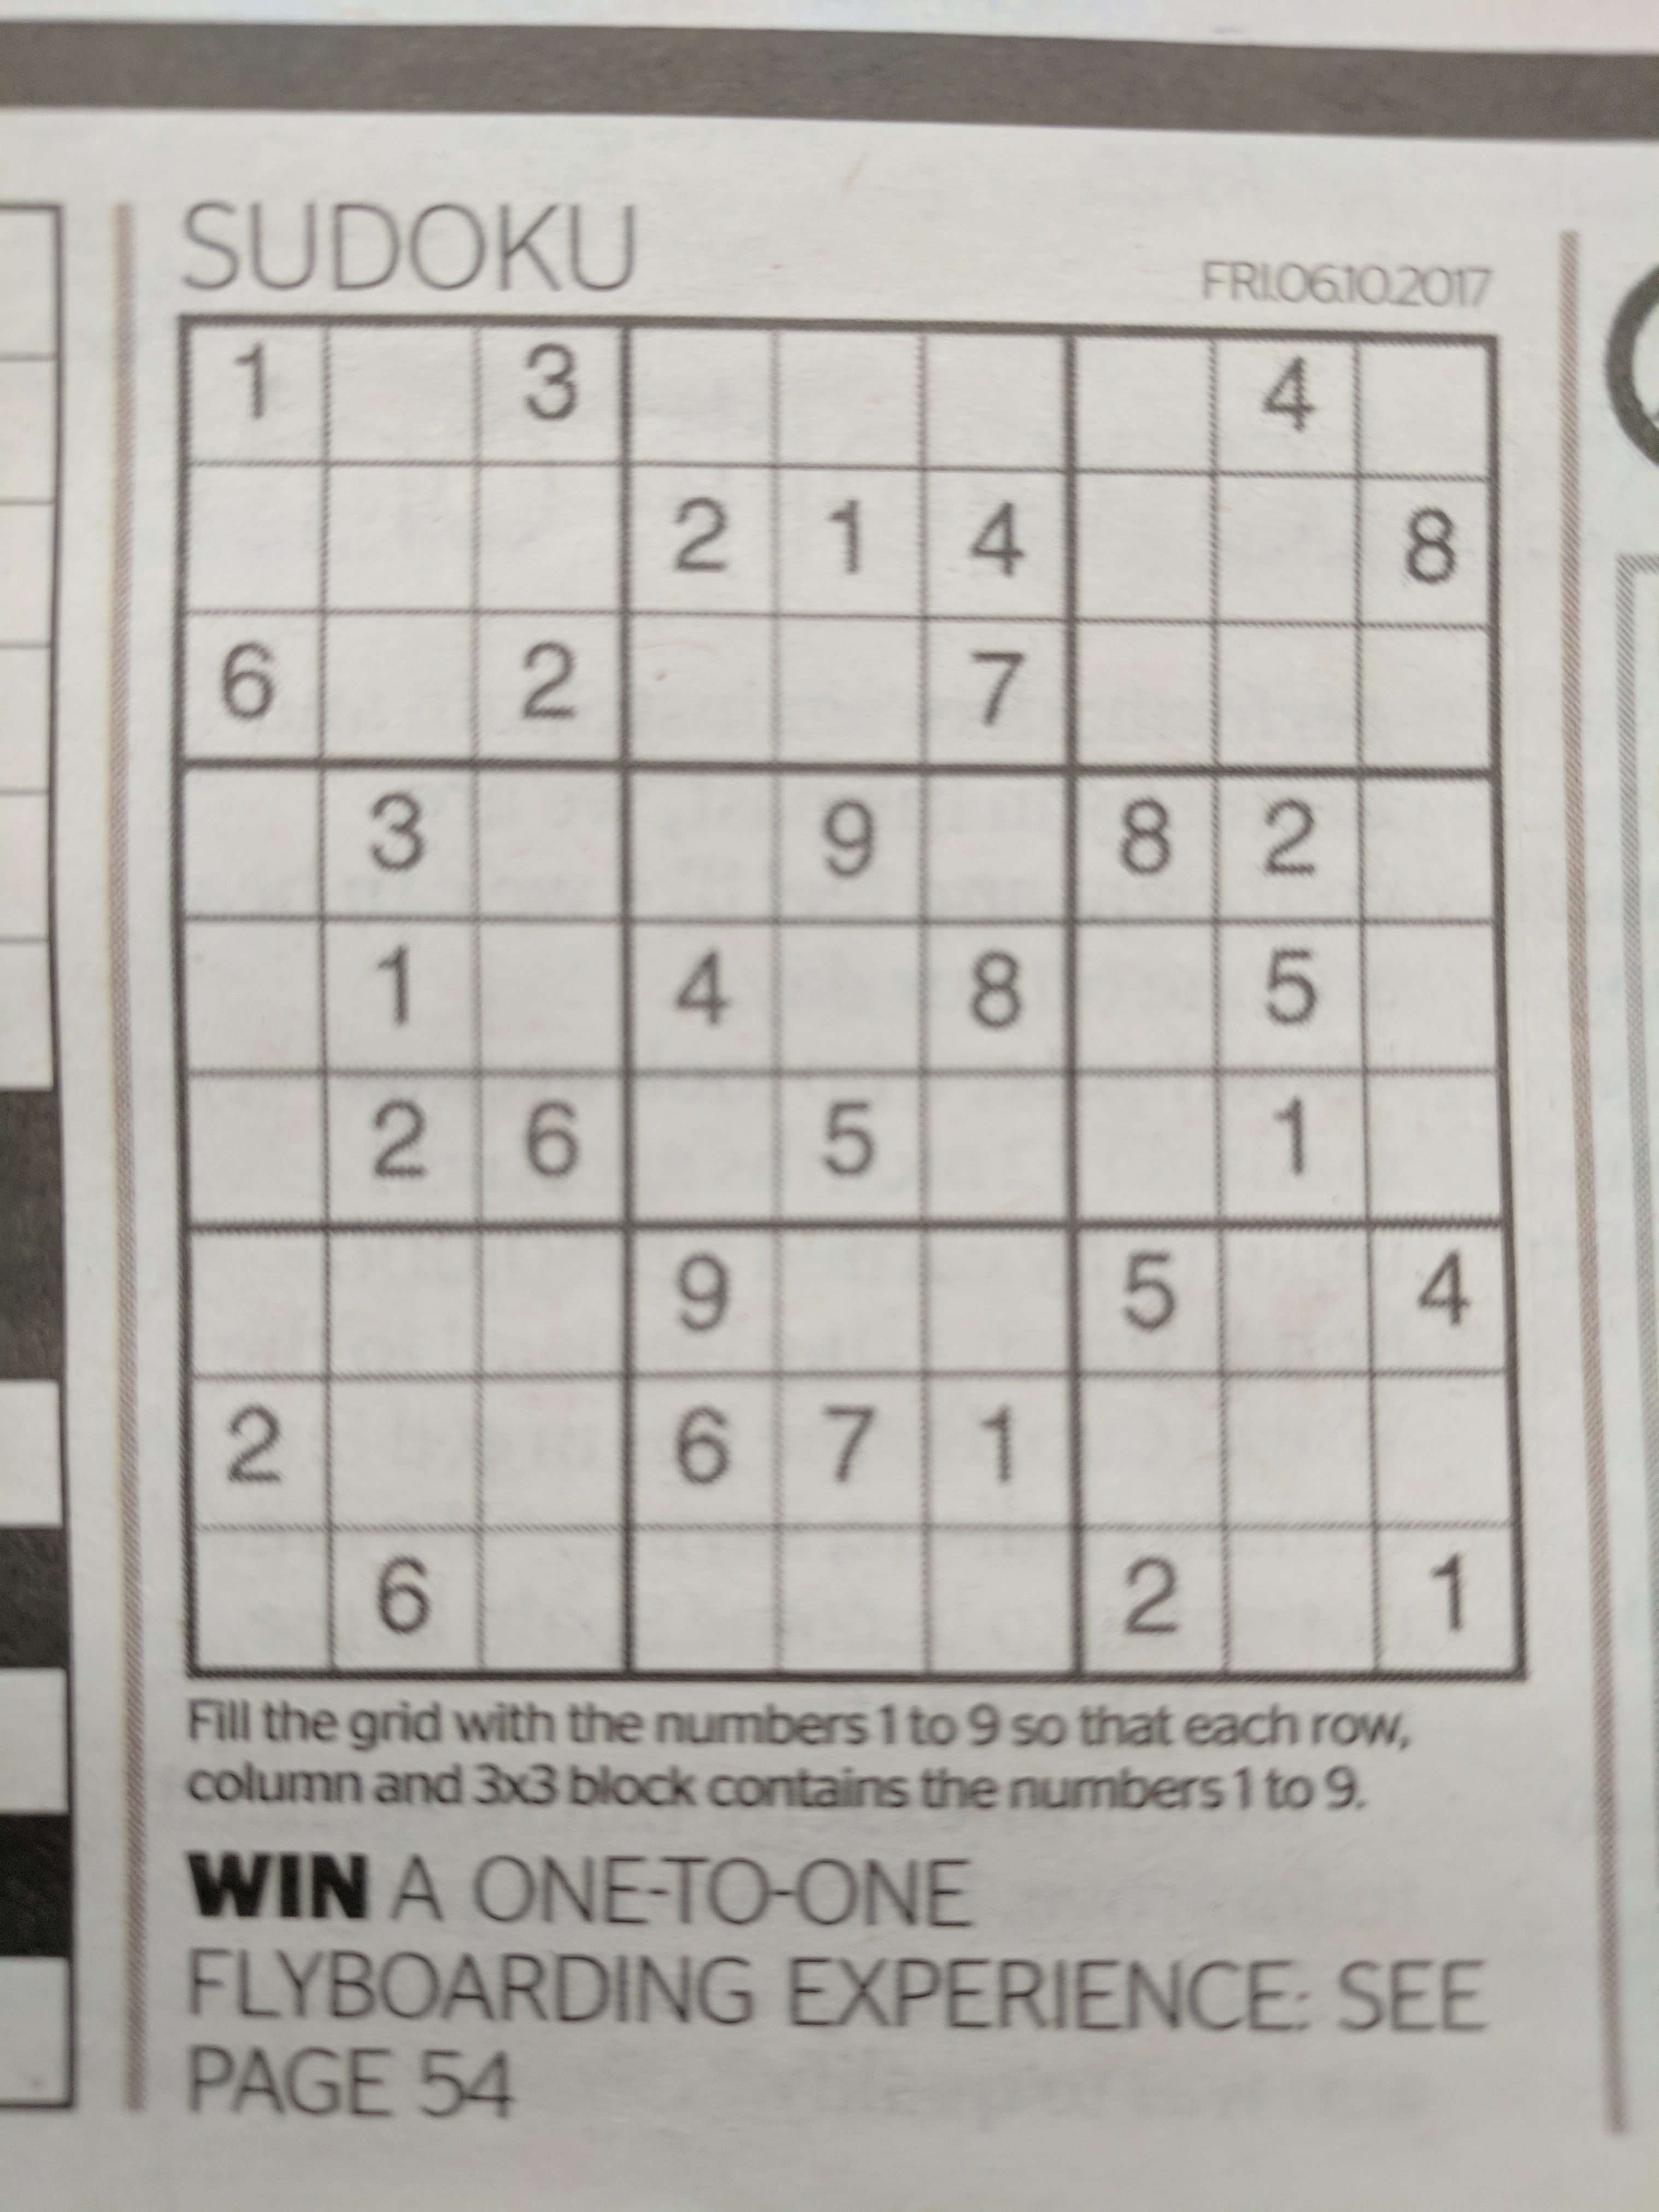 SUDOKU
FRI.06.10.2017
1 3 4
2 1 4 8
6 2 7
3 9 8 2
1 4 8 5
2 6 5 1
9 5 4
2 6 7 1
6 2 1
Fill the grid with the numbers 1 to 9 so that each row,
column and 3x3 block contains the numbers 1 to 9.
WIN A ONE-TO-ONE
FLYBOARDING EXPERIENCE: SEE
PAGE 54